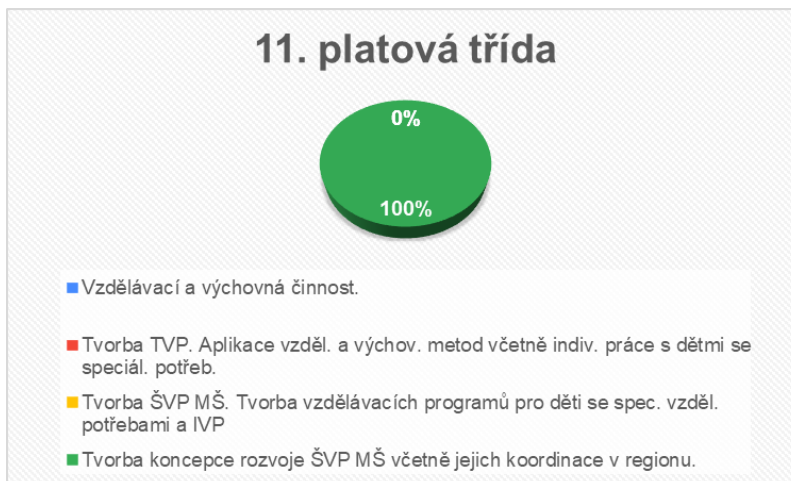 11. platová třída
0%
100%
Vzdělávací a výchovná činnost.
Tvorba TVP. Aplikace vzděl. a výchov. metod včetně indiv. práce s dětmi se
speciál. potřeb.
Tvorba ŠVP MŠ. Tvorba vzdělávacích programů pro děti se spec. vzděl.
potřebami a IVP
Tvorba koncepce rozvoje ŠVP MŠ včetně jejich koordinace v regionu.